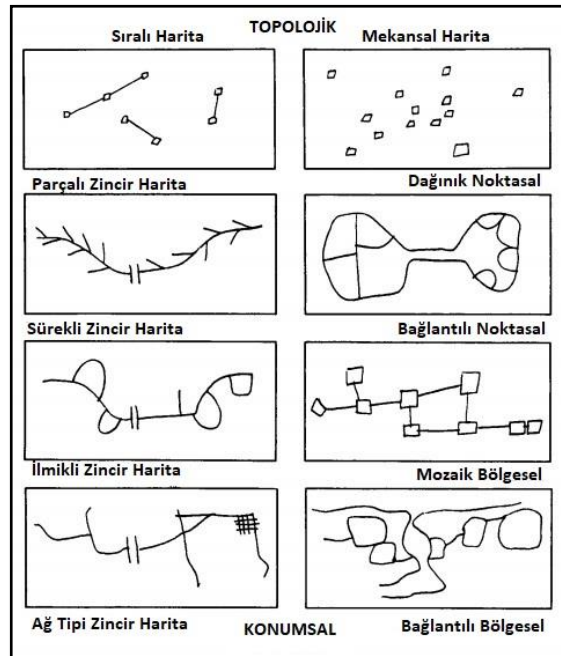 TOPOLOJİK
Sıralı Harita
Mekansal Harita
Parçalı Zincir Harita
Dağınık Noktasal
Sürekli Zincir Harita
Bağlantılı Noktasal
İlmikli Zincir Harita
Mozaik Bölgesel
Ağ Tipi Zincir Harita
KONUMSAL
Bağlantılı Bölgesel